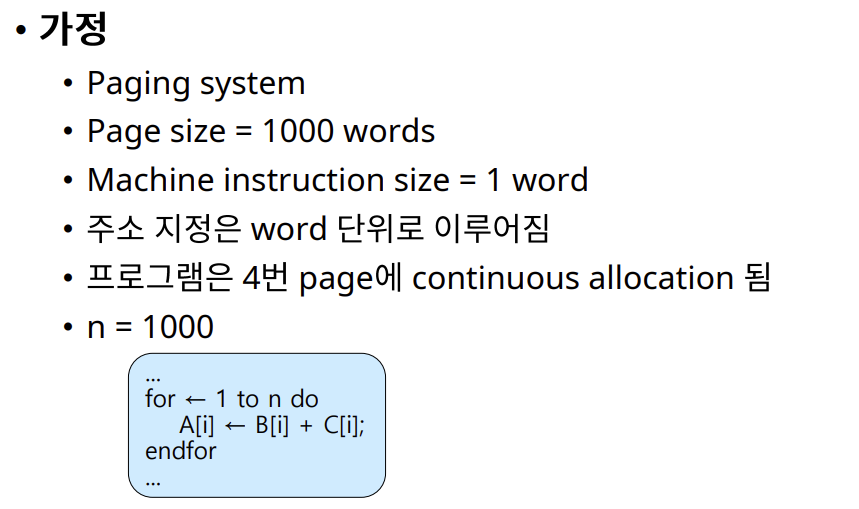 • 가정
• Paging system
• Page size = 1000 words
• Machine instruction size = 1 word
• 주소 지정은 word 단위로 이루어짐
• 프로그램은 4번 page에 continuous allocation 됨
• n = 1000
...
for ← 1 to n do
A[i] ← B[i] + C[i];
endfor
...